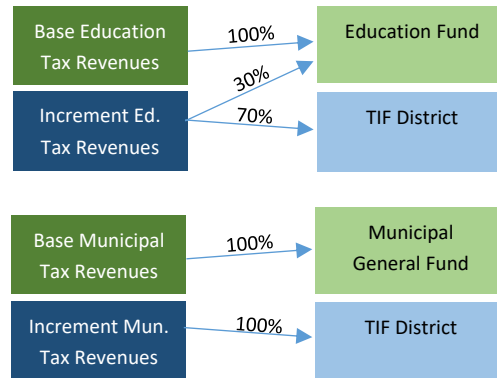 Base Education
Tax Revenues
100%
Education Fund
30%
Increment Ed.
Tax Revenues
70%
TIF District
Base Municipal
Tax Revenues
100%
Municipal
General Fund
Increment Mun.
Tax Revenues
100%
TIF District